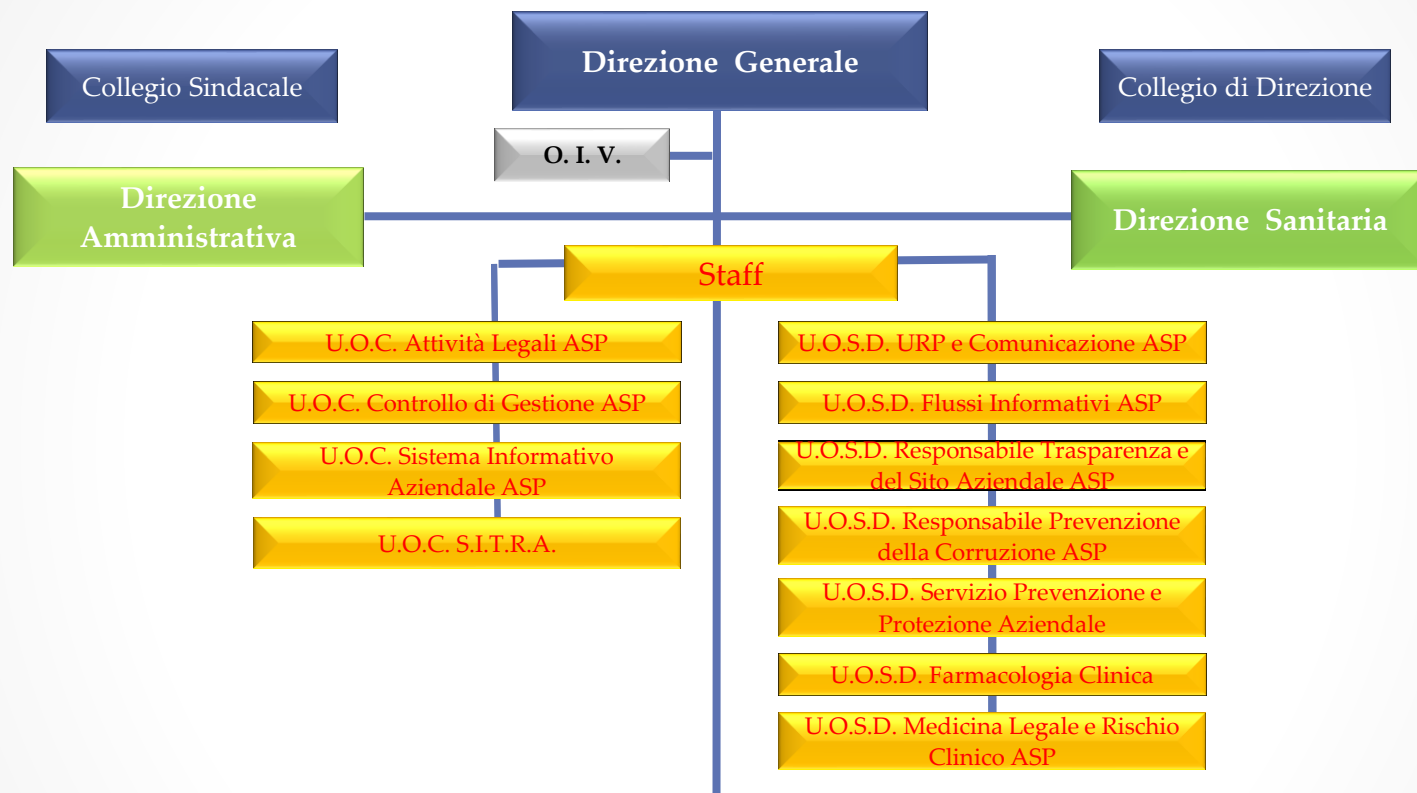 Direzione Generale
Collegio Sindacale
Collegio di Direzione
O. I. V.
Direzione
Amministrativa
Direzione Sanitaria
Staff
U.O.C. Attività Legali ASP
U.O.C. Controllo di Gestione ASP
U.O.C. Sistema Informativo
Aziendale ASP
U.O.C. S.I.T.R.A.
U.O.S.D. URP e Comunicazione ASP
U.O.S.D. Flussi Informativi ASP
U.O.S.D. Responsabile Trasparenza e
del Sito Aziendale ASP
U.O.S.D. Responsabile Prevenzione
della Corruzione ASP
U.O.S.D. Servizio Prevenzione e
Protezione Aziendale
U.O.S.D. Farmacologia Clinica
U.O.S.D. Medicina Legale e Rischio
Clinico ASP